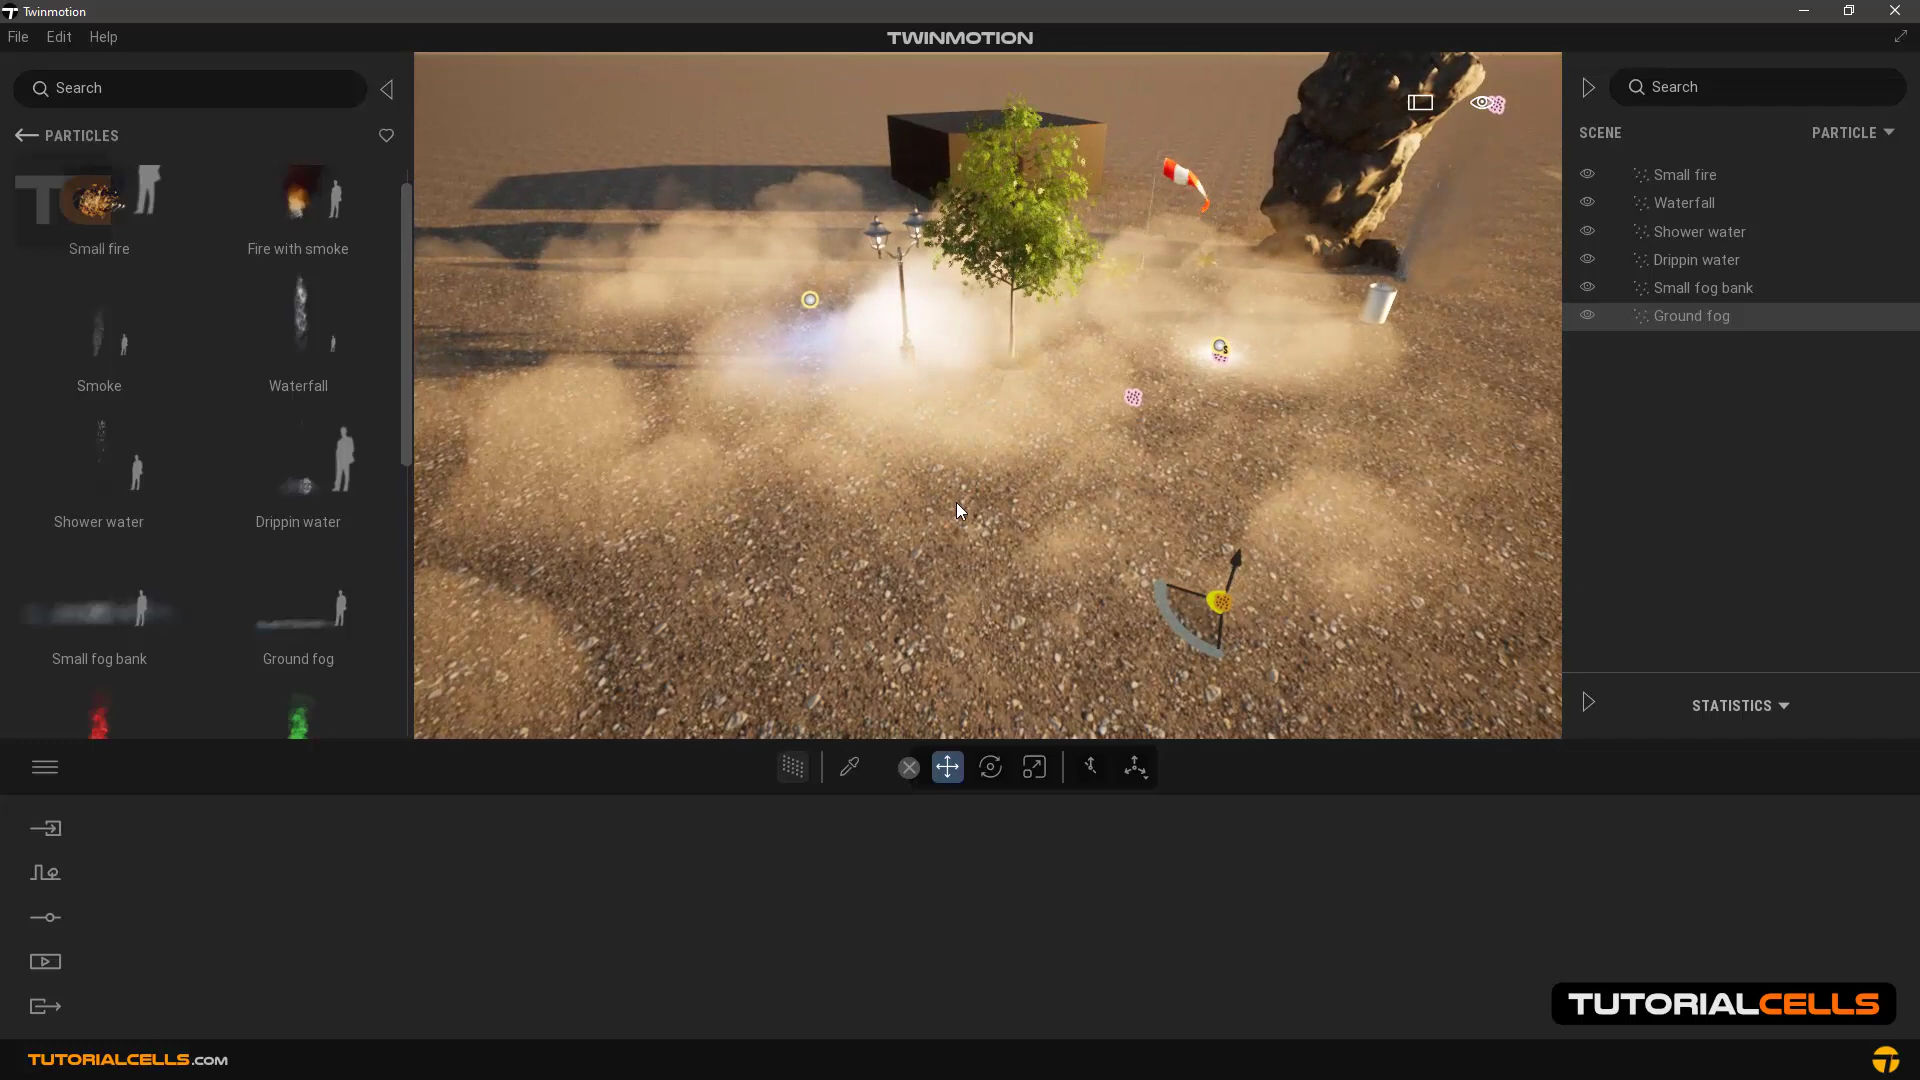 Twinmotion
File Edit Help
TWINMOTION
Search
PARTICLES
Small fire
Fire with smoke
Smoke
Waterfall
Shower water
Drippin water
Small fog bank
Ground fog
Search
SCENE
PARTICLE
Small fire
Waterfall
Shower water
Drippin water
Small fog bank
Ground fog
STATISTICS
TUTORIALCELLS
TUTORIALCELLS.COM